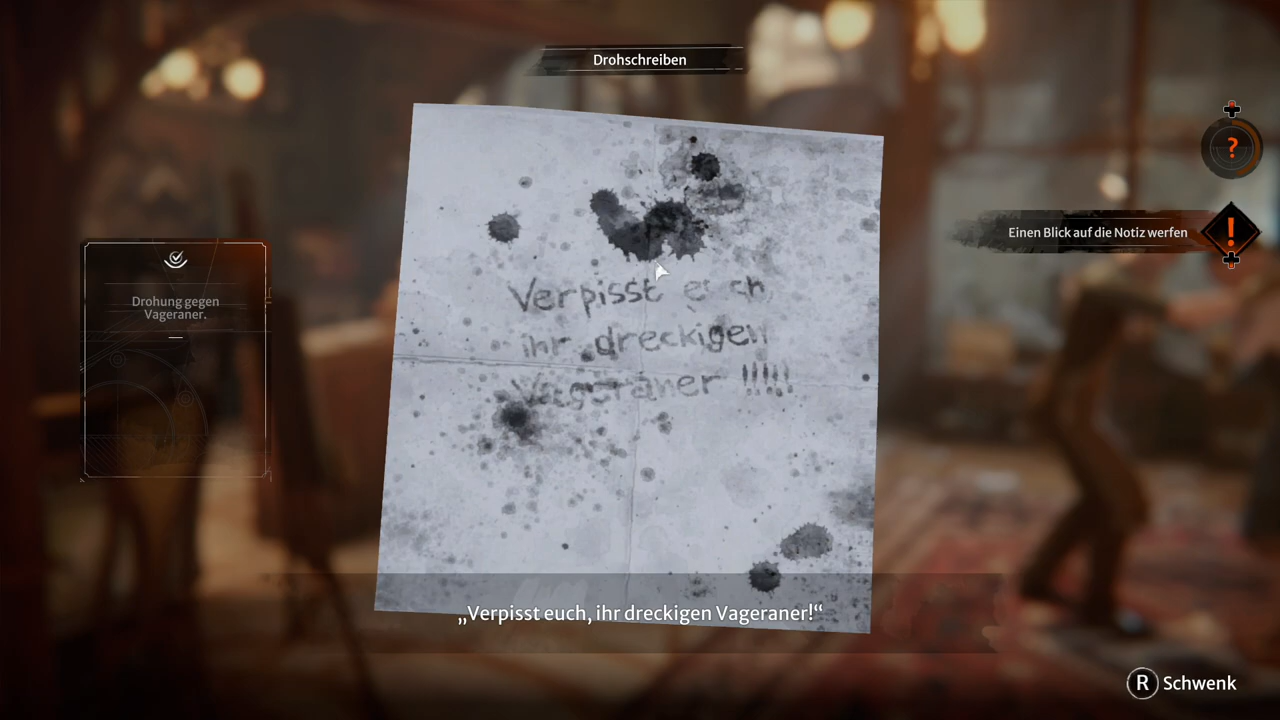 Drohschreiben
?
Einen Blick auf die Notiz werfen
!
Drohung gegen
Vageraner.
Verpisst euch,
ihr dreckigen
Vageraner !!!!!
„Verpisst euch, ihr dreckigen Vageraner!“
R Schwenk